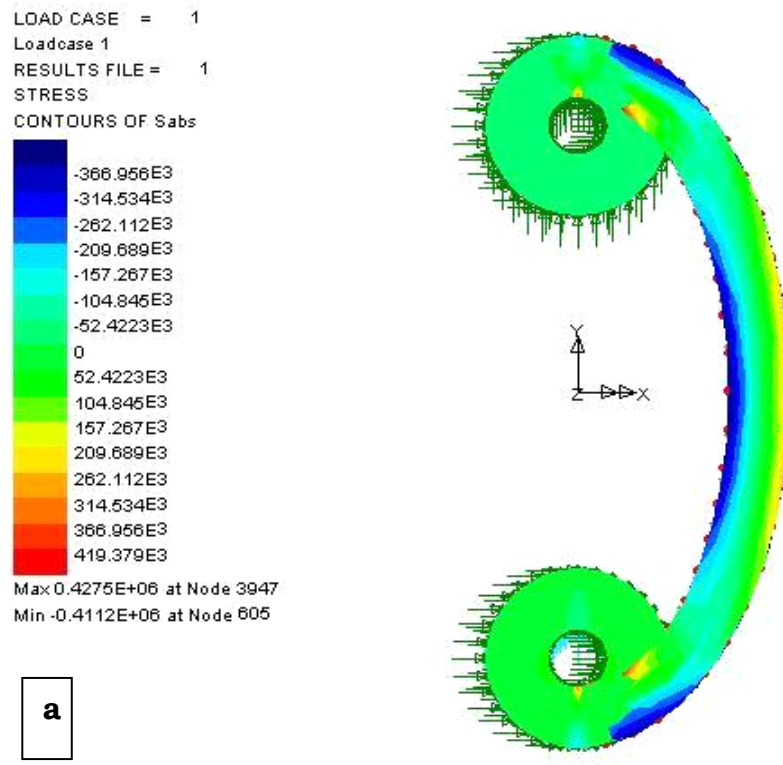 LOAD CASE = 1
Loadcase 1
RESULTS FILE = 1
STRESS
CONTOURS OF Sabs
-366.956E3
-314.534E3
-262.112E3
-209.689E3
-157.267E3
-104.845E3
-52.4223E3
0
52.4223E3
104.845E3
157.267E3
209.689E3
262.112E3
314.534E3
366.956E3
419.379E3
Max 0.4275E+06 at Node 3947
Min -0.4112E+06 at Node 605
Y
Z X
a